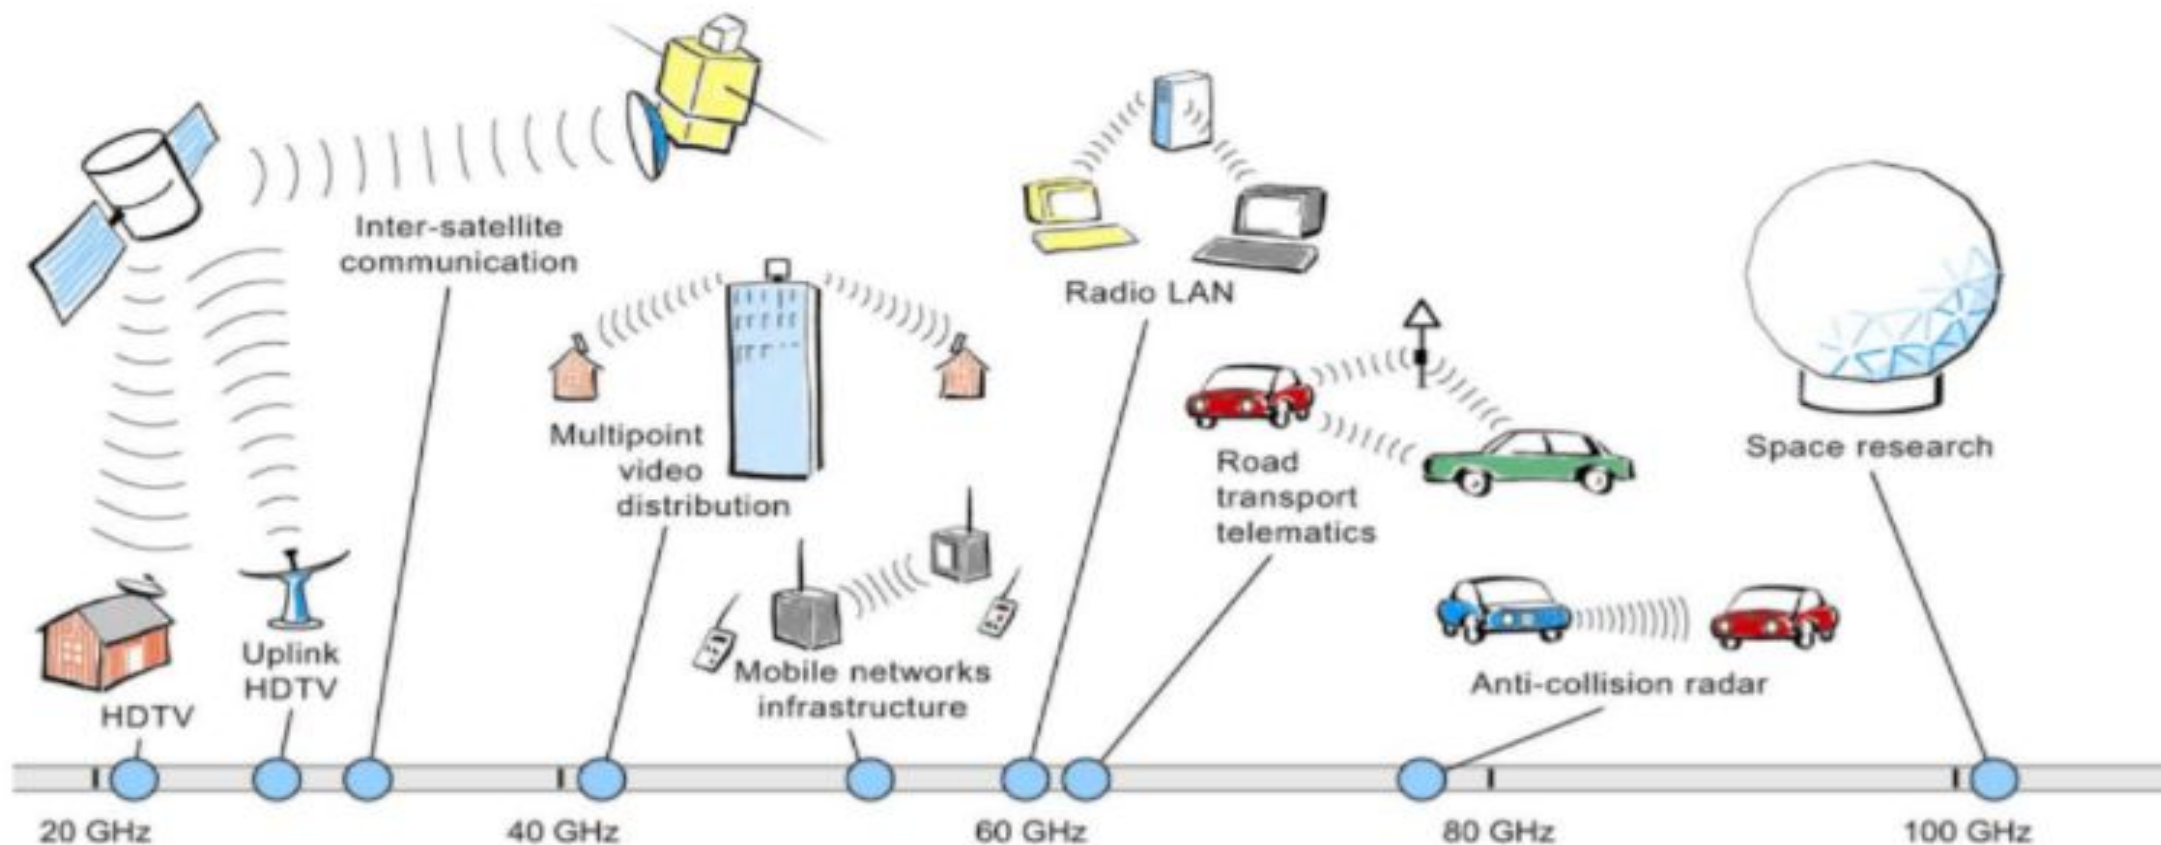 Inter-satellite
communication
Radio LAN
Multipoint
video
distribution
Road
transport
telematics
Space research
Uplink
HDTV
HDTV
Mobile networks
infrastructure
Anti-collision radar
20 GHz
40 GHz
60 GHz
80 GHz
100 GHz